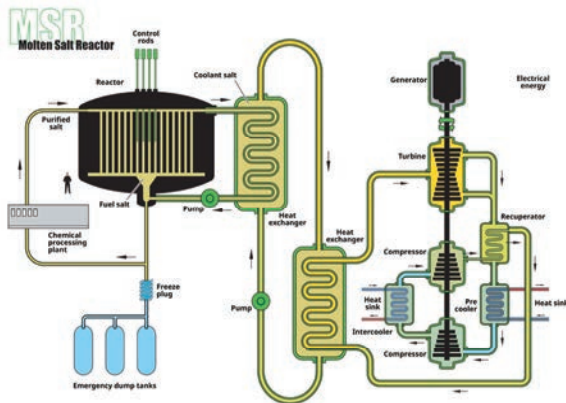 MSR
Molten Salt Reactor
Control
rods
Reactor
Coolant salt
Purified
salt
Fuel salt
Pump
Heat
exchanger
Chemical
processing
plant
Freeze
plug
Emergency dump tanks
Pump
Heat
exchanger
Generator
Electrical
energy
Turbine
Recuperator
Compressor
Heat
sink
Intercooler
Pre
cooler
Heat sink
Compressor